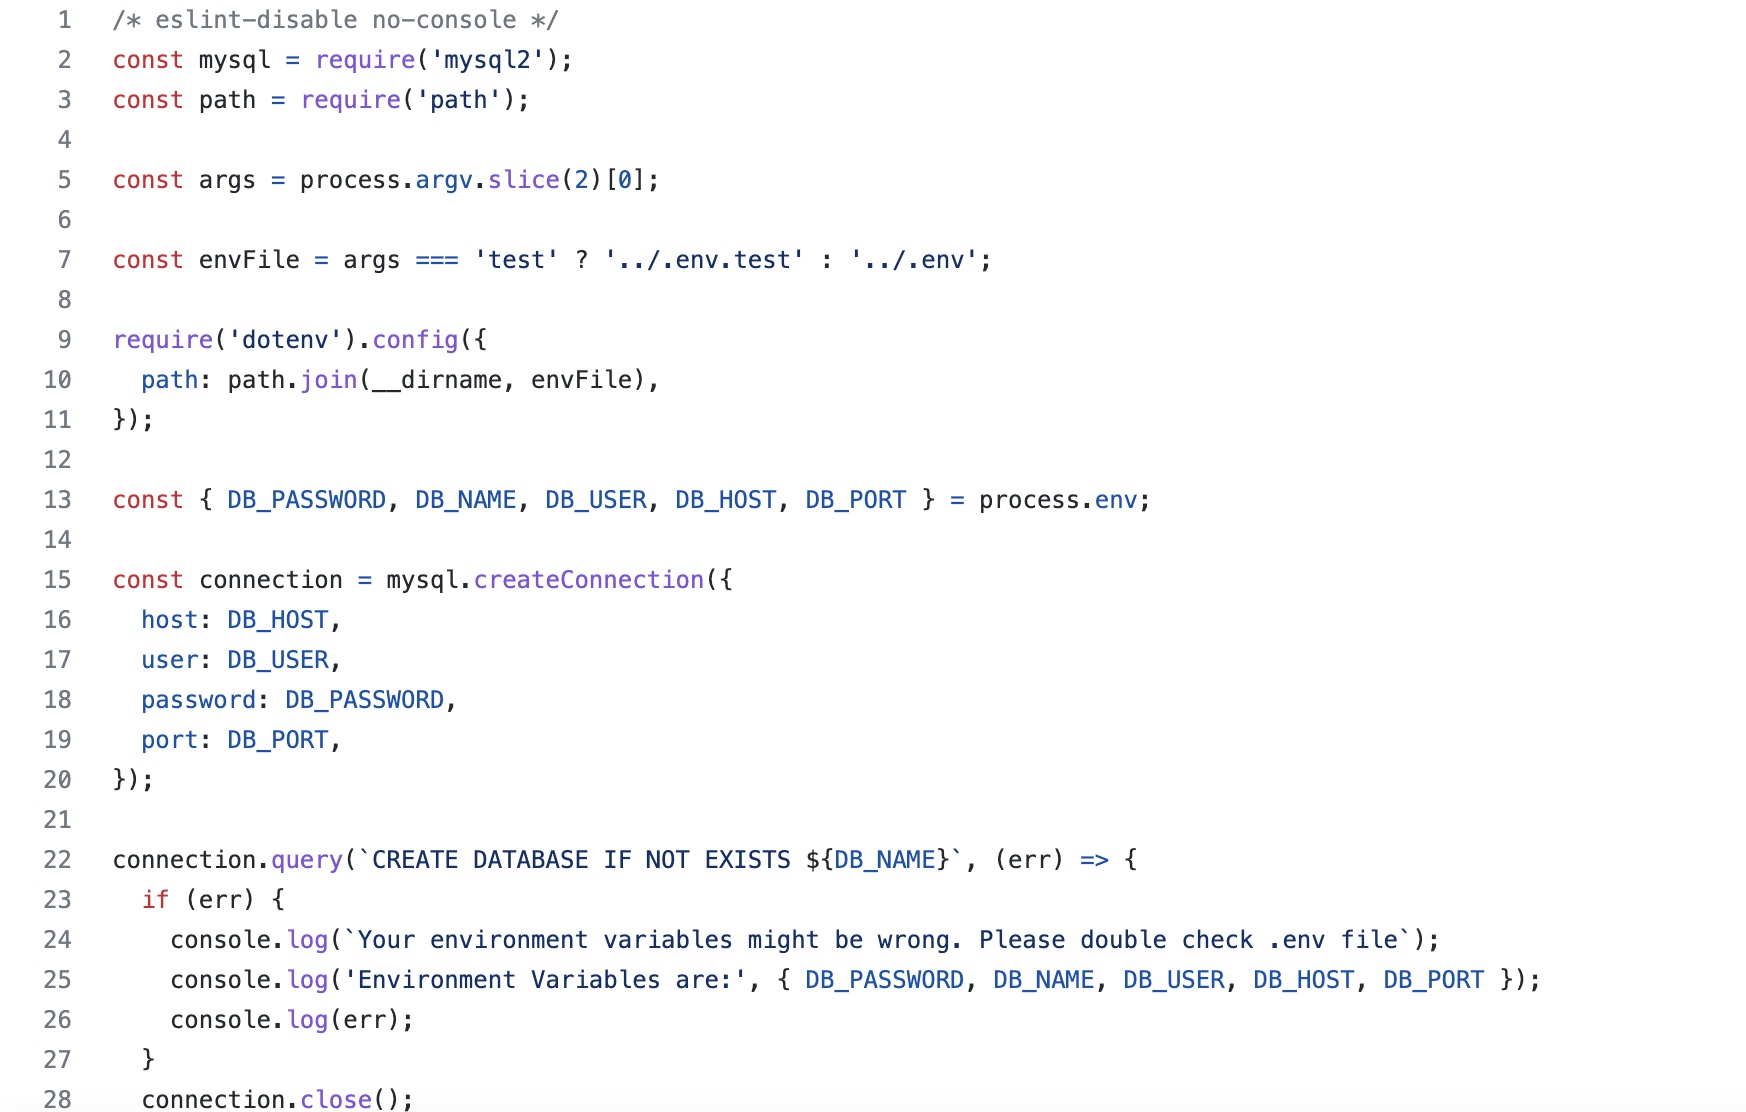 1 /* eslint-disable no-console */
2 const mysql = require('mysql2');
3 const path = require('path');
4
5 const args = process.argv.slice(2)[0];
6
7 const envFile = args === 'test' ? '../.env.test' : '../.env';
8
9 require('dotenv').config({
10   path: path.join(__dirname, envFile),
11 });
12
13 const { DB_PASSWORD, DB_NAME, DB_USER, DB_HOST, DB_PORT } = process.env;
14
15 const connection = mysql.createConnection({
16   host: DB_HOST,
17   user: DB_USER,
18   password: DB_PASSWORD,
19   port: DB_PORT,
20 });
21
22 connection.query(`CREATE DATABASE IF NOT EXISTS ${DB_NAME}`, (err) => {
23   if (err) {
24     console.log(`Your environment variables might be wrong. Please double check .env file`);
25     console.log('Environment Variables are:', { DB_PASSWORD, DB_NAME, DB_USER, DB_HOST, DB_PORT });
26     console.log(err);
27   }
28   connection.close();